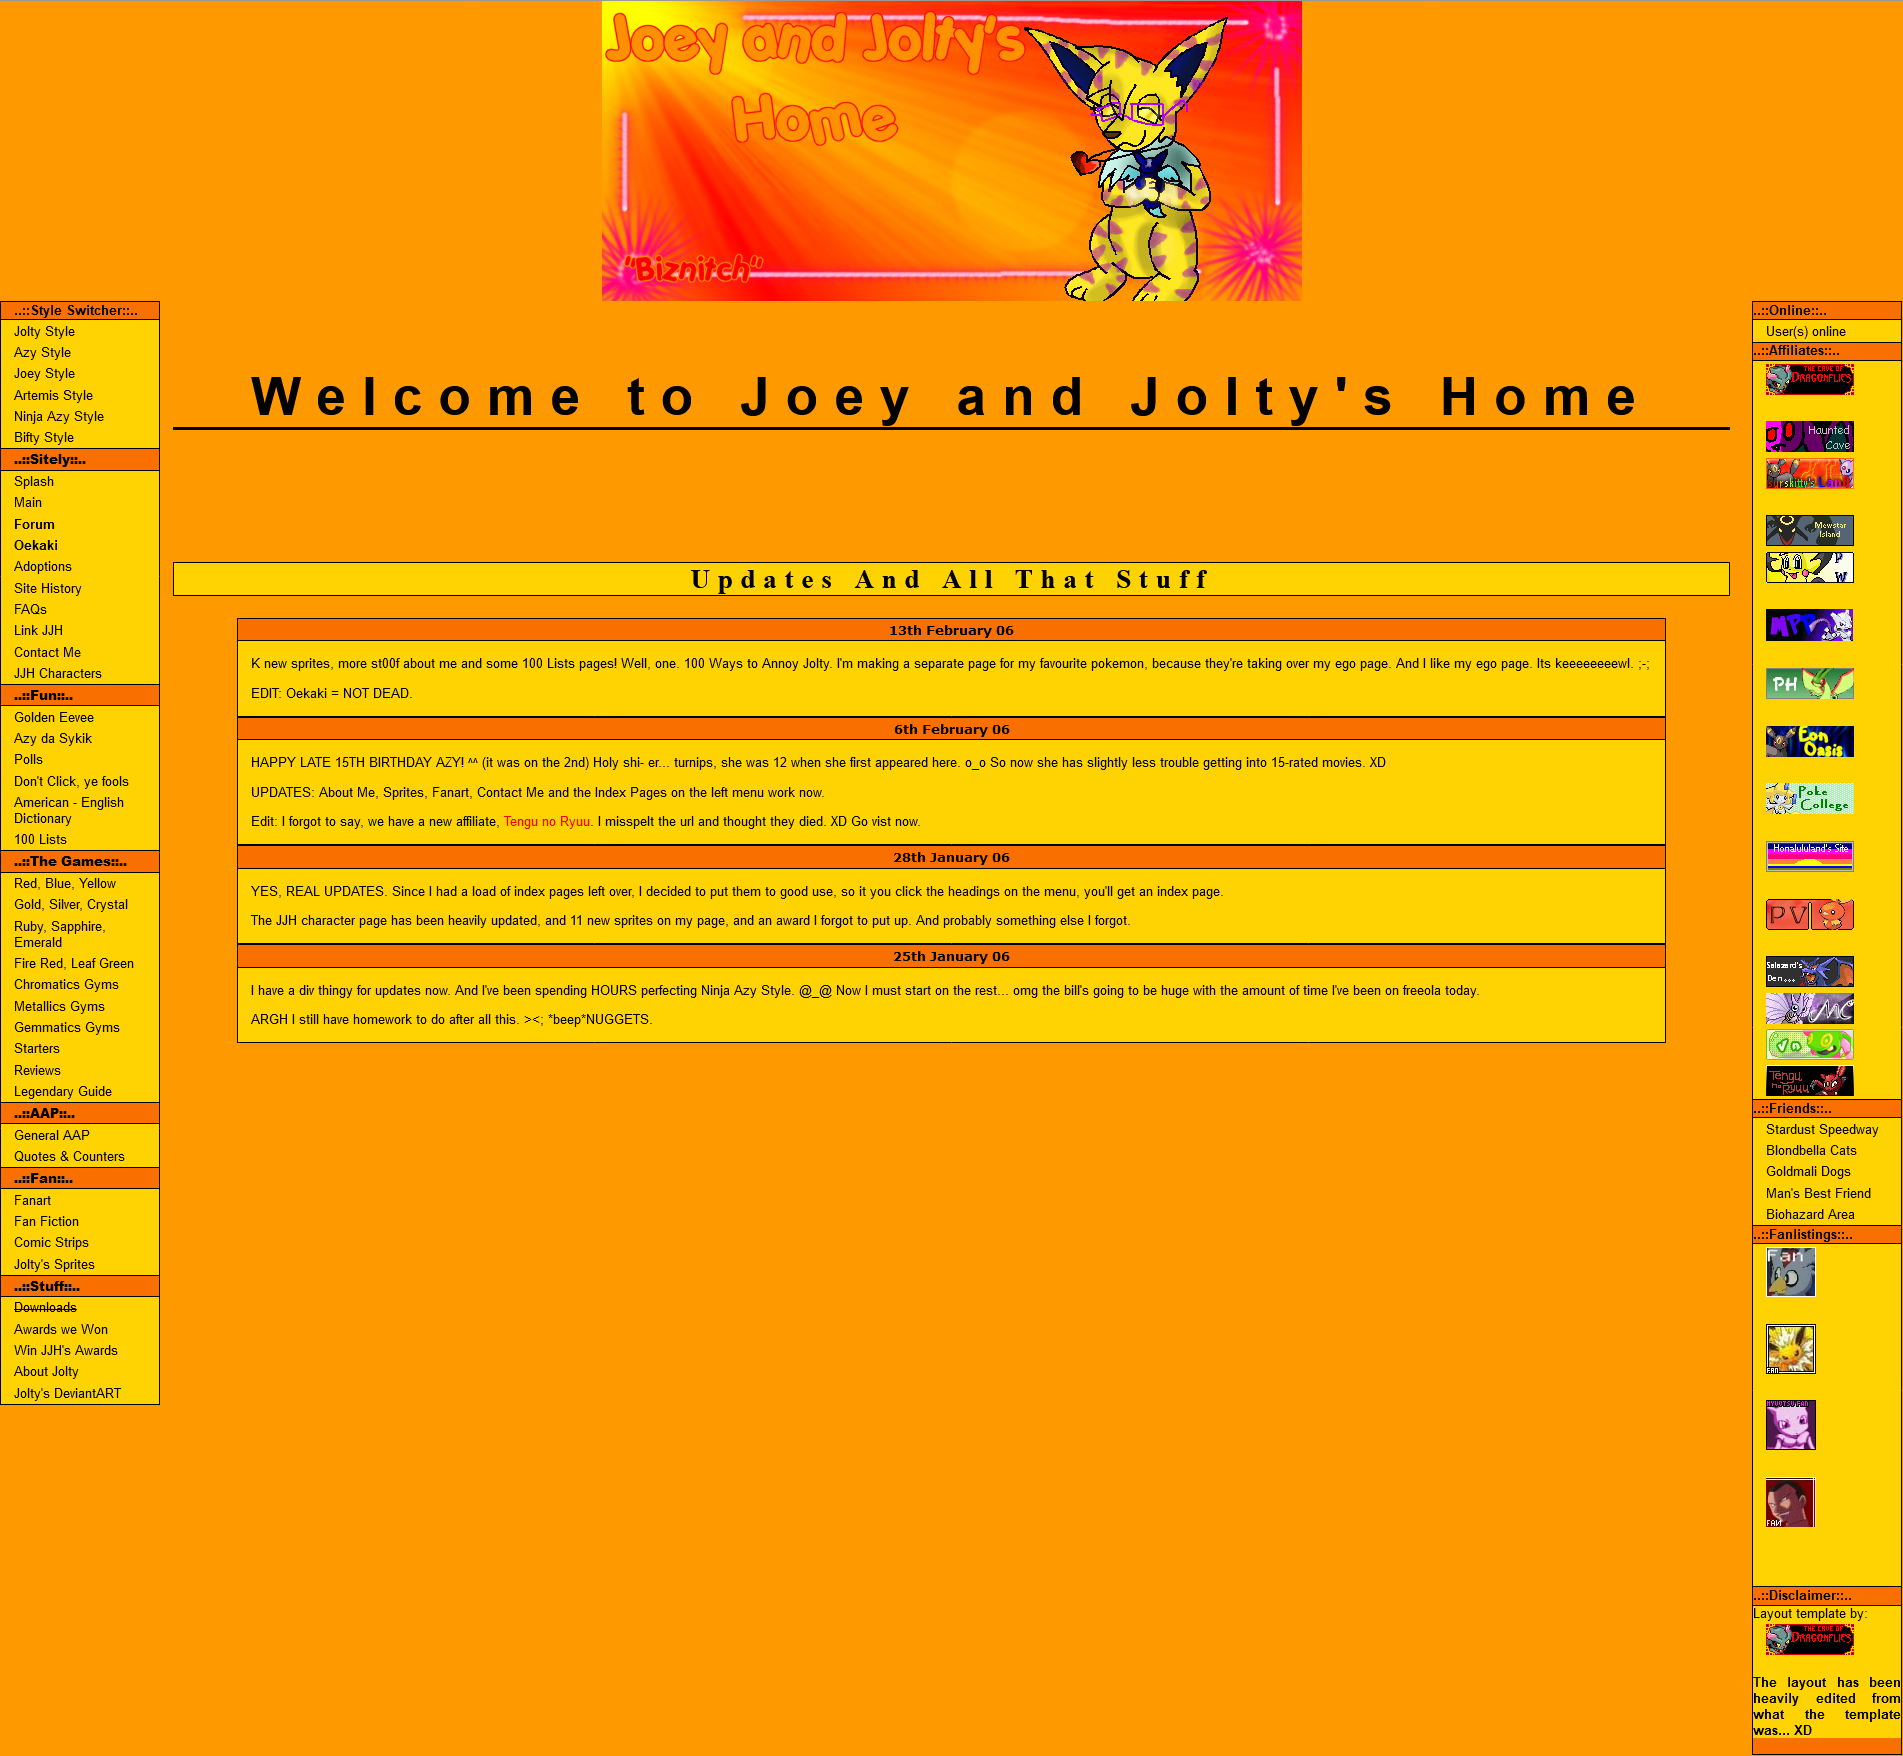 Joey and Jolty's
Home
"Biznitch"
..::Style Switcher::..
Jolty Style
Azy Style
Joey Style
Artemis Style
Ninja Azy Style
Bifty Style
..::Sitely::..
Splash
Main
Forum
Oekaki
Adoptions
Site History
FAQs
Link JJH
Contact Me
JJH Characters
..::Fun::..
Golden Eevee
Azy da Sykik
Polls
Don't Click, ye fools
American - English
Dictionary
100 Lists
..::The Games::..
Red, Blue, Yellow
Gold, Silver, Crystal
Ruby, Sapphire,
Emerald
Fire Red, Leaf Green
Chromatics Gyms
Metallics Gyms
Gemmatics Gyms
Starters
Reviews
Legendary Guide
..::AAP::..
General AAP
Quotes & Counters
..::Fan::..
Fanart
Fan Fiction
Comic Strips
Jolty's Sprites
..::Stuff::..
Downloads
Awards we Won
Win JJH's Awards
About Jolty
Jolty's DeviantART
Welcome to Joey and Jolty's Home
Updates And All That Stuff
13th February 06
K new sprites, more st00f about me and some 100 Lists pages! Well, one. 100 Ways to Annoy Jolty. I'm making a separate page for my favourite pokemon, because they're taking over my ego page. And I like my ego page. Its keeeeeeeewl. ;-;
EDIT: Oekaki = NOT DEAD.
6th February 06
HAPPY LATE 15TH BIRTHDAY AZY! ^^ (it was on the 2nd) Holy shi- er... turnips, she was 12 when she first appeared here. o_o So now she has slightly less trouble getting into 15-rated movies. XD
UPDATES: About Me, Sprites, Fanart, Contact Me and the Index Pages on the left menu work now.
Edit: I forgot to say, we have a new affiliate, Tengu no Ryuu. I misspelt the url and thought they died. XD Go vist now.
28th January 06
YES, REAL UPDATES. Since I had a load of index pages left over, I decided to put them to good use, so it you click the headings on the menu, you'll get an index page.
The JJH character page has been heavily updated, and 11 new sprites on my page, and an award I forgot to put up. And probably something else I forgot.
25th January 06
I have a div thingy for updates now. And I've been spending HOURS perfecting Ninja Azy Style. @_@ Now I must start on the rest... omg the bill's going to be huge with the amount of time I've been on freeola today.
ARGH I still have homework to do after all this. ><; *beep*NUGGETS.
..::Online::..
User(s) online
..::Affiliates::..
THE CAVE OF
DRAGONFLIES
Haunted
Cave
Land
Mewstar
Island
P
W
MPP
PH
Eon
Oasis
Poke
College
Honalululand's Site
PV
Salazard's
Den...
MC
Vn
Tengu
no Ryuu
..::Friends::..
Stardust Speedway
Blondbella Cats
Goldmali Dogs
Man's Best Friend
Biohazard Area
..::Fanlistings::..
Fan
FAN
MEWTWO FAN
FAN
..::Disclaimer::..
Layout template by:
THE CAVE OF
DRAGONFLIES
The layout has been
heavily edited from
what the template
was... XD